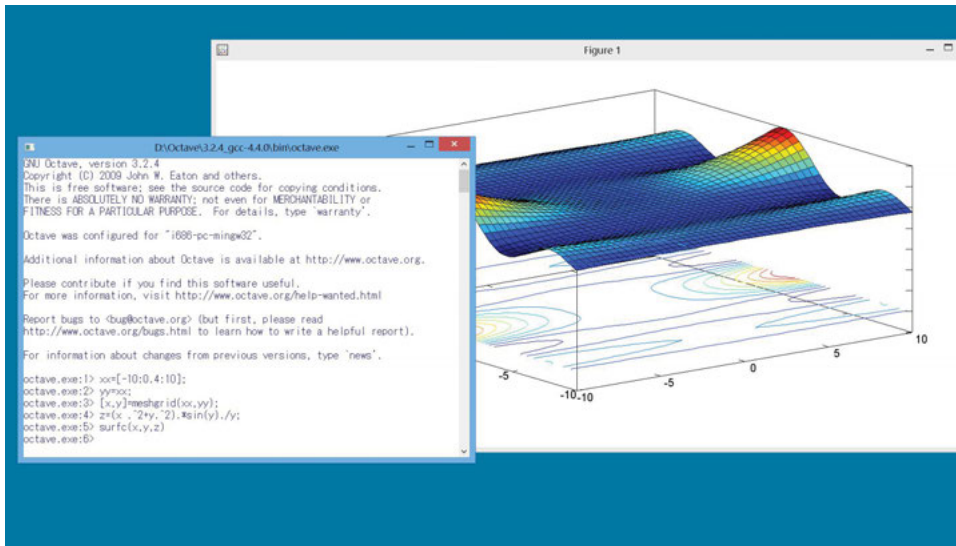 Figure 1
D:\Octave\3.2.4_gcc-4.4.0\bin\octave.exe
GNU Octave, version 3.2.4
Copyright (C) 2009 John W. Eaton and others.
This is free software; see the source code for copying conditions.
There is ABSOLUTELY NO WARRANTY; not even for MERCHANTABILITY or
FITNESS FOR A PARTICULAR PURPOSE.  For details, type `warranty'.
Octave was configured for "i686-pc-mingw32".
Additional information about Octave is available at http://www.octave.org.
Please contribute if you find this software useful.
For more information, visit http://www.octave.org/help-wanted.html
Report bugs to <bug@octave.org> (but first, please read
http://www.octave.org/bugs.html to learn how to write a helpful report).
For information about changes from previous versions, type `news'.
octave.exe:1> xx=[-10:0.4:10];
octave.exe:2> yy=xx;
octave.exe:3> [x,y]=meshgrid(xx,yy);
octave.exe:4> z=(x .^2+y.^2).*sin(y)./y;
octave.exe:5> surfc(x,y,z)
octave.exe:6>
-5
-10
-10
-5
0
5
10